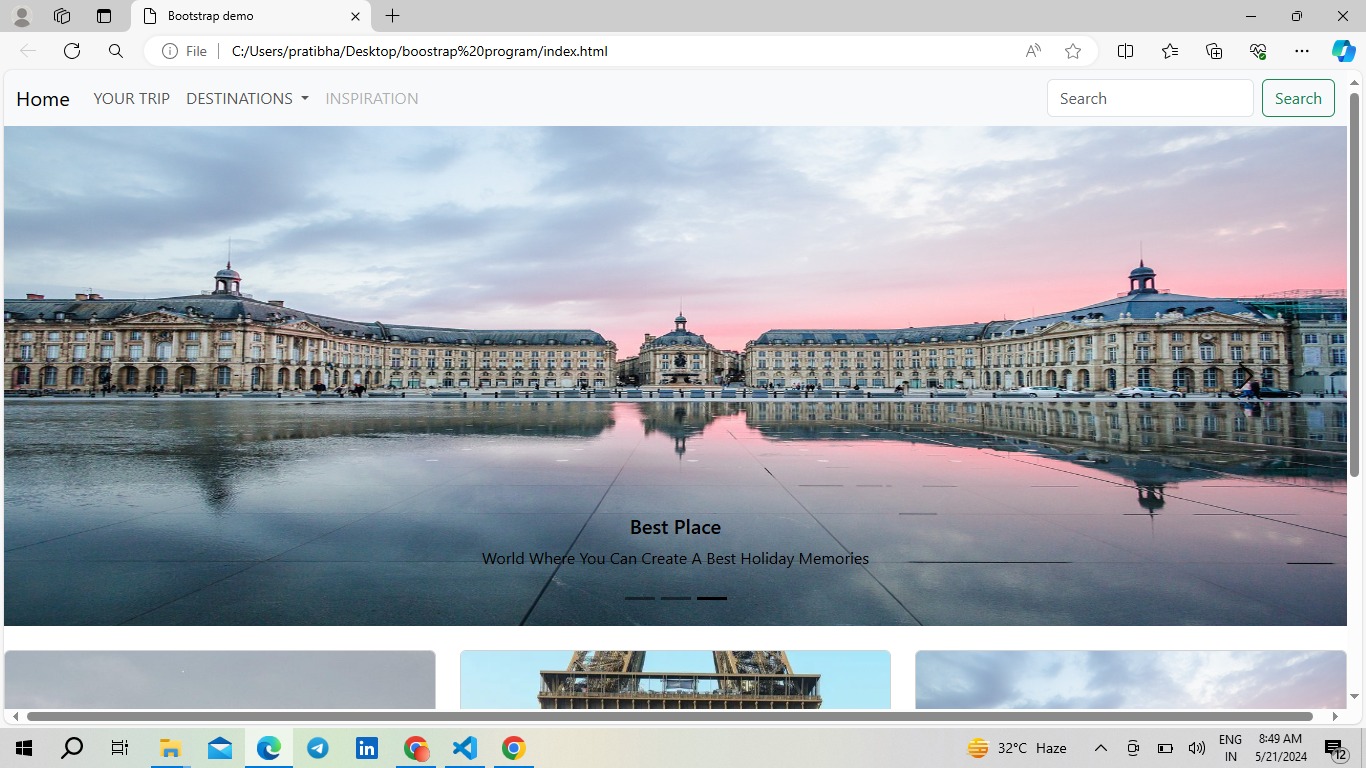 Bootstrap demo
File
C:/Users/pratibha/Desktop/boostrap%20program/index.html
Home YOUR TRIP DESTINATIONS INSPIRATION Search Search
Best Place
World Where You Can Create A Best Holiday Memories
32°C Haze
ENG
IN
8:49 AM
5/21/2024
12